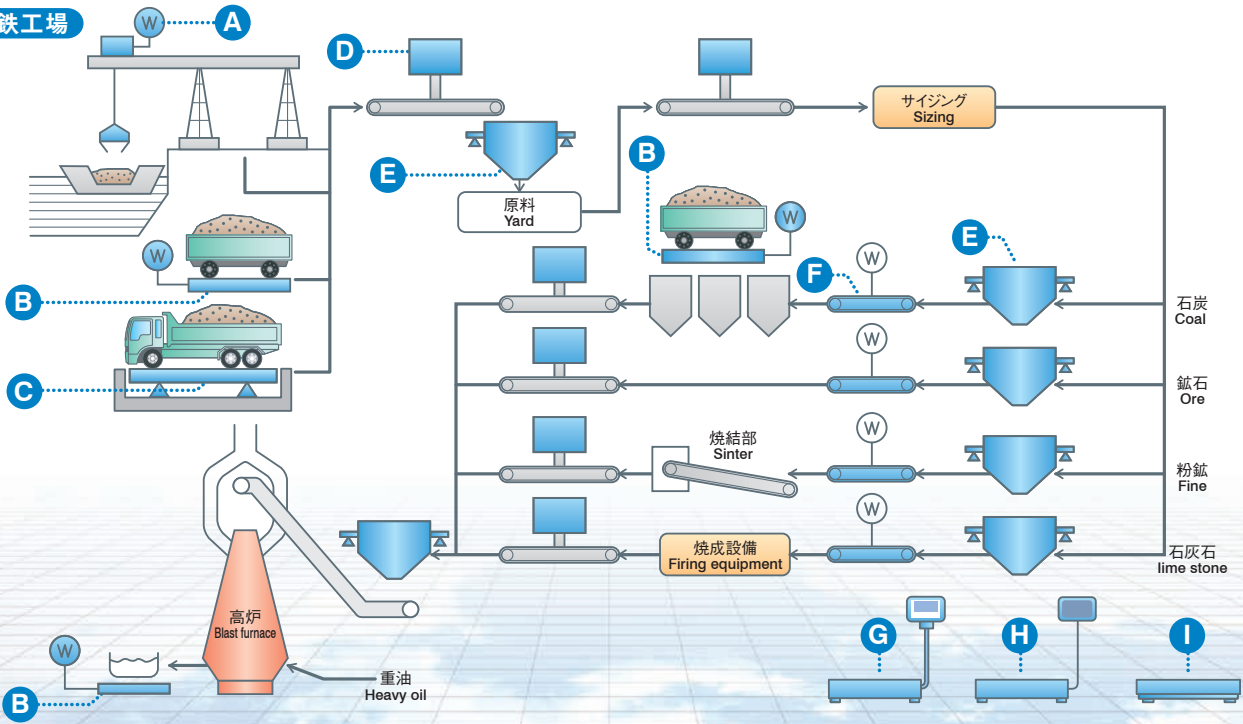 鉄工場
W
A
D
サイジング
Sizing
B
E
原料
Yard
W
E
W
F
W
石炭
Coal
B
W
鉱石
Ore
C
焼結部
Sinter
W
粉鉱
Fine
W
焼成設備
Firing equipment
石灰石
lime stone
高炉
Blast furnace
W
B
重油
Heavy oil
G
H
I